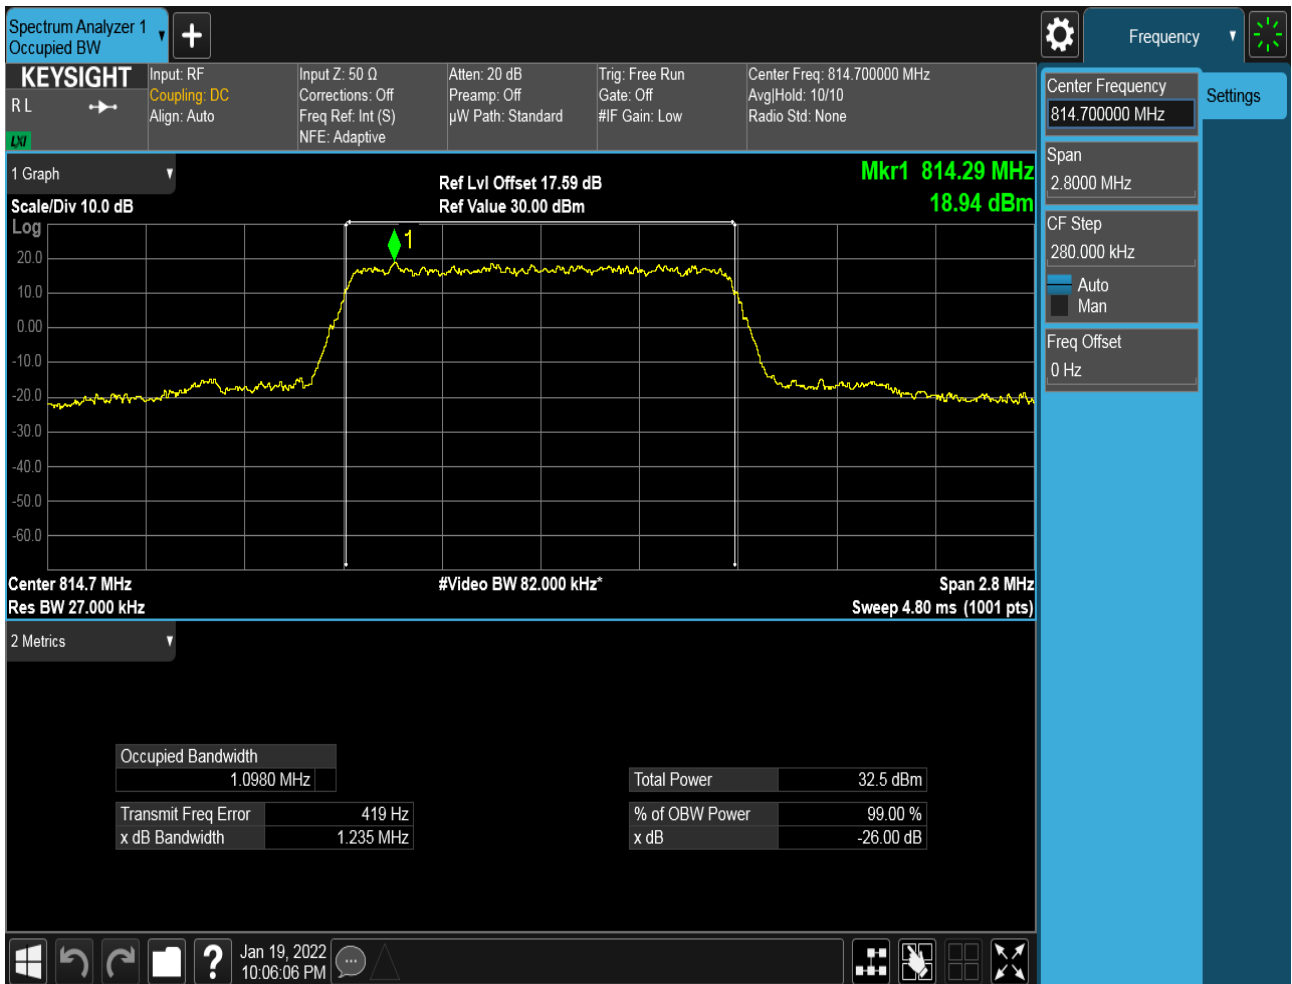 Spectrum Analyzer 1
Occupied BW
Frequency
KEYSIGHT
R L
LXI
Input: RF
Coupling: DC
Align: Auto
Input Z: 50 Ω
Corrections: Off
Freq Ref: Int (S)
NFE: Adaptive
Atten: 20 dB
Preamp: Off
µW Path: Standard
Trig: Free Run
Gate: Off
#IF Gain: Low
Center Freq: 814.700000 MHz
Avg|Hold: 10/10
Radio Std: None
Center Frequency
814.700000 MHz
Settings
Span
2.8000 MHz
CF Step
280.000 kHz
Auto
Man
Freq Offset
0 Hz
1 Graph
Scale/Div 10.0 dB
Ref Lvl Offset 17.59 dB
Ref Value 30.00 dBm
Mkr1 814.29 MHz
18.94 dBm
Log
1
20.0
10.0
0.00
-10.0
-20.0
-30.0
-40.0
-50.0
-60.0
Center 814.7 MHz
#Video BW 82.000 kHz*
Span 2.8 MHz
Res BW 27.000 kHz
Sweep 4.80 ms (1001 pts)
2 Metrics
Occupied Bandwidth
1.0980 MHz
Total Power 32.5 dBm
Transmit Freq Error 419 Hz
% of OBW Power 99.00 %
x dB Bandwidth 1.235 MHz
x dB -26.00 dB
?
Jan 19, 2022
10:06:06 PM